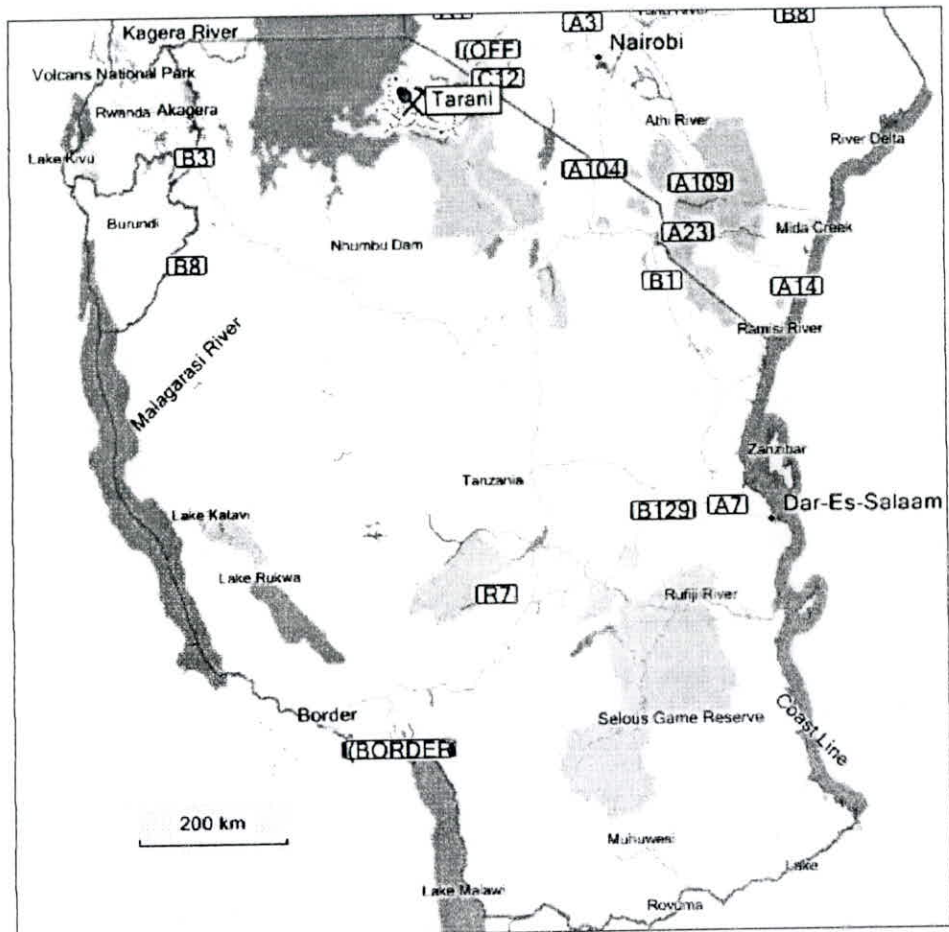 A3
B8
Kagera River
((OFF
Nairobi
Volcans National Park
C12
Tarani
Rwanda
Akagera
Athi River
River Delta
Lake Kivu
B3
A104
A109
Burundi
Nhumbu Dam
A23
Mida Creek
B8
B1
A14
Ramisi River
Malagarasi River
Zanzibar
Tanzania
B129
A7
Dar-Es-Salaam
Lake Katavi
Lake Rukwa
R7
Rufiji River
Border
Selous Game Reserve
Coast Line
((BORDER
200 km
Muhuwesi
Lake
Lake Malawi
Rovuma